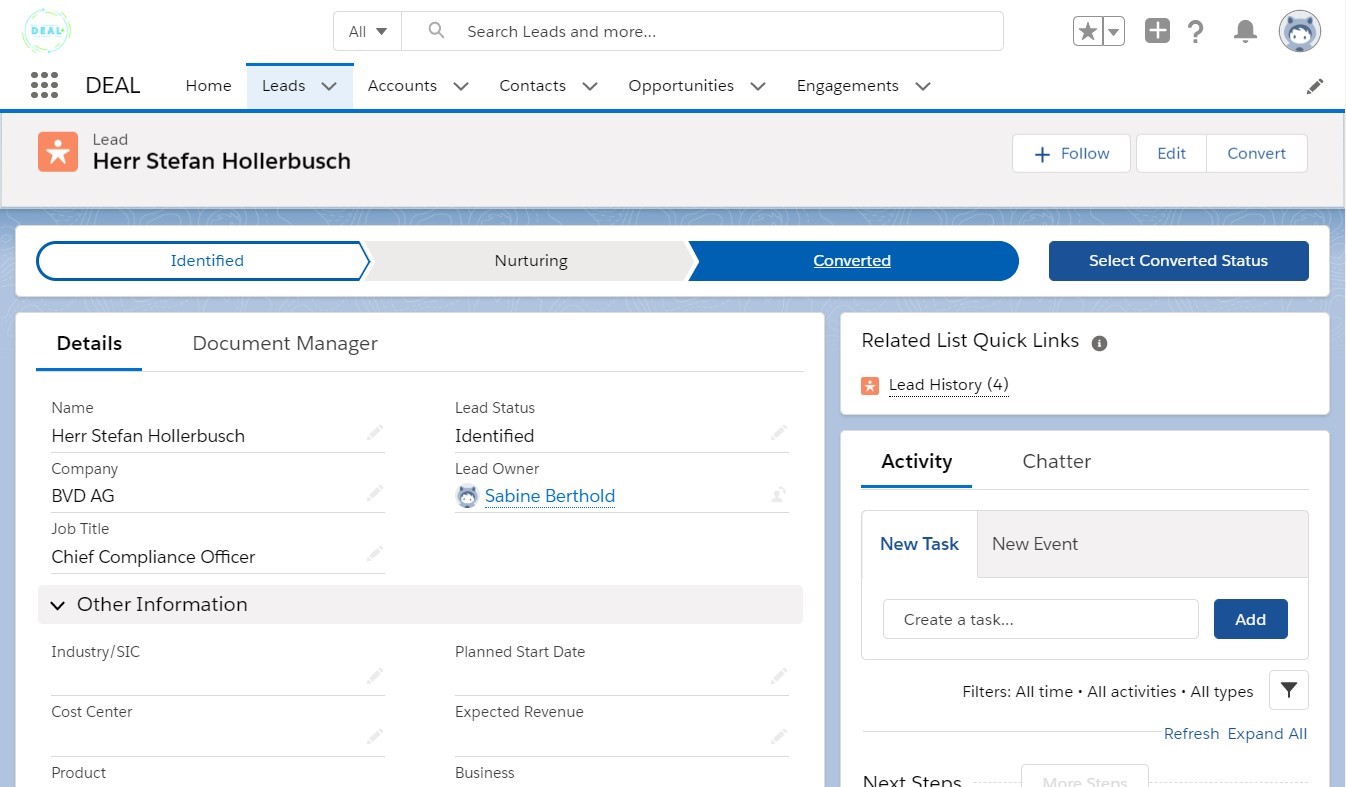 DEAL
All
Search Leads and more...
DEAL
Home
Leads
Accounts
Contacts
Opportunities
Engagements
Lead
Herr Stefan Hollerbusch
Follow
Edit
Convert
Identified
Nurturing
Converted
Select Converted Status
Details
Document Manager
Name
Herr Stefan Hollerbusch
Lead Status
Identified
Company
BVD AG
Lead Owner
Sabine Berthold
Job Title
Chief Compliance Officer
Other Information
Industry/SIC
Planned Start Date
Cost Center
Expected Revenue
Product
Business
Related List Quick Links
Lead History (4)
Activity
Chatter
New Task
New Event
Create a task...
Add
Filters: All time • All activities • All types
Refresh
Expand All
Next Steps
More Steps